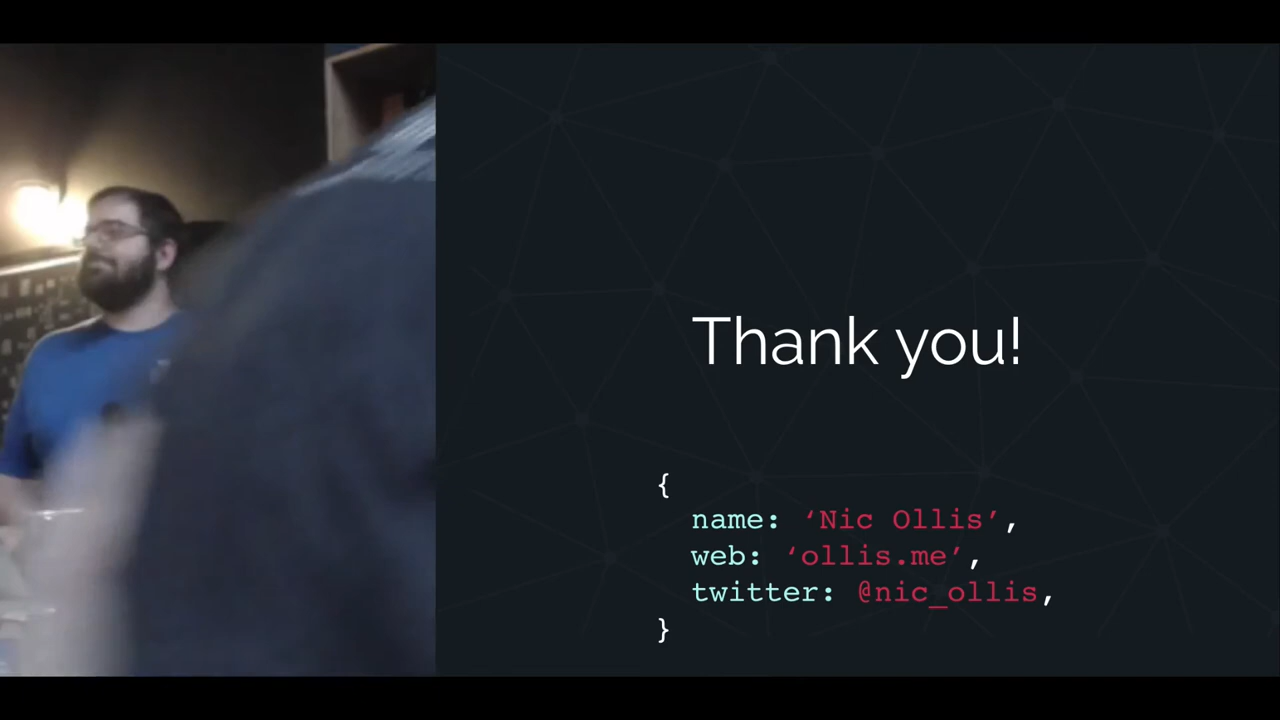 Thank you!
{
name: ‘Nic Ollis’,
web: ‘ollis.me’,
twitter: @nic_ollis,
}